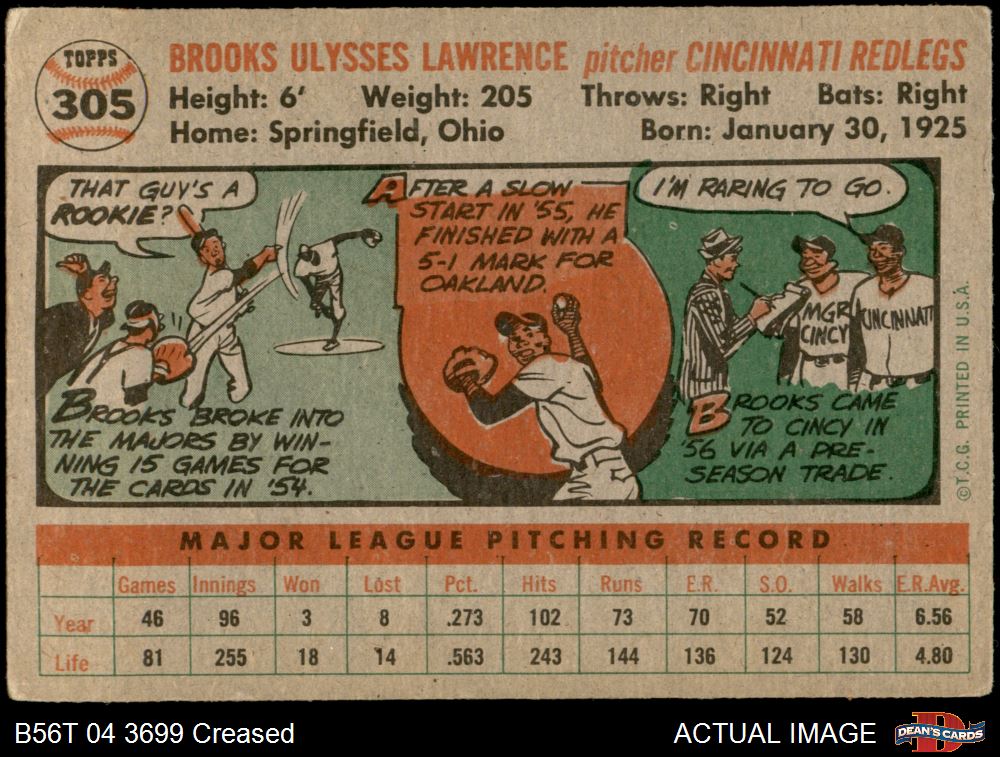 TOPPS
305
BROOKS ULYSSES LAWRENCE pitcher CINCINNATI REDLEGS
Height: 6' Weight: 205 Throws: Right Bats: Right
Home: Springfield, Ohio Born: January 30, 1925
THAT GUY'S A
ROOKIE?
BROOKS BROKE INTO
THE MAJORS BY WIN-
NING 15 GAMES FOR
THE CARDS IN '54.
AFTER A SLOW
START IN '55, HE
FINISHED WITH A
5-1 MARK FOR
OAKLAND.
I'M RARING TO GO.
MGR
CINCY
CINCINNATI
BROOKS CAME
TO CINCY IN
'56 VIA A PRE-
SEASON TRADE.
©T.C.G. PRINTED IN U.S.A.
MAJOR LEAGUE PITCHING RECORD
Games Innings Won Lost Pct. Hits Runs E.R. S.O. Walks E.R.Avg.
Year 46 96 3 8 .273 102 73 70 52 58 6.56
Life 81 255 18 14 .563 243 144 136 124 130 4.80
B56T 04 3699 Creased ACTUAL IMAGE
D
DEAN'S CARDS